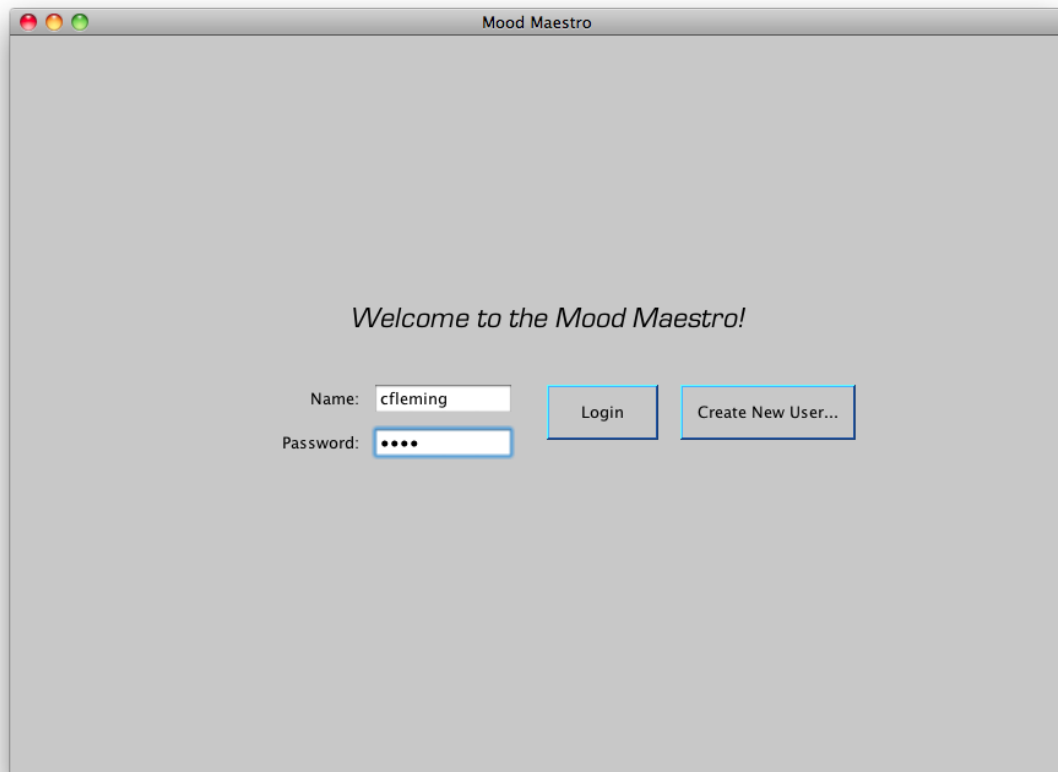 Mood Maestro
Welcome to the Mood Maestro!
Name: cfleming
Password: ••••
Login
Create New User...